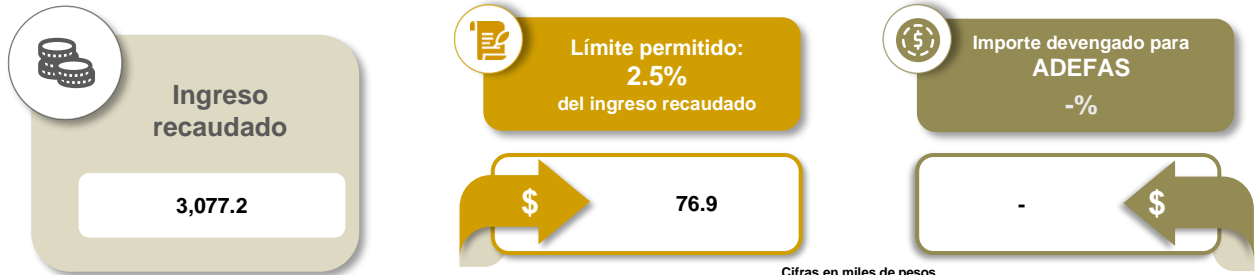 Ingreso
recaudado
3,077.2
Límite permitido:
2.5%
del ingreso recaudado
$ 76.9
Importe devengado para
ADEFAS
-%
- $
Cifras en miles de pesos